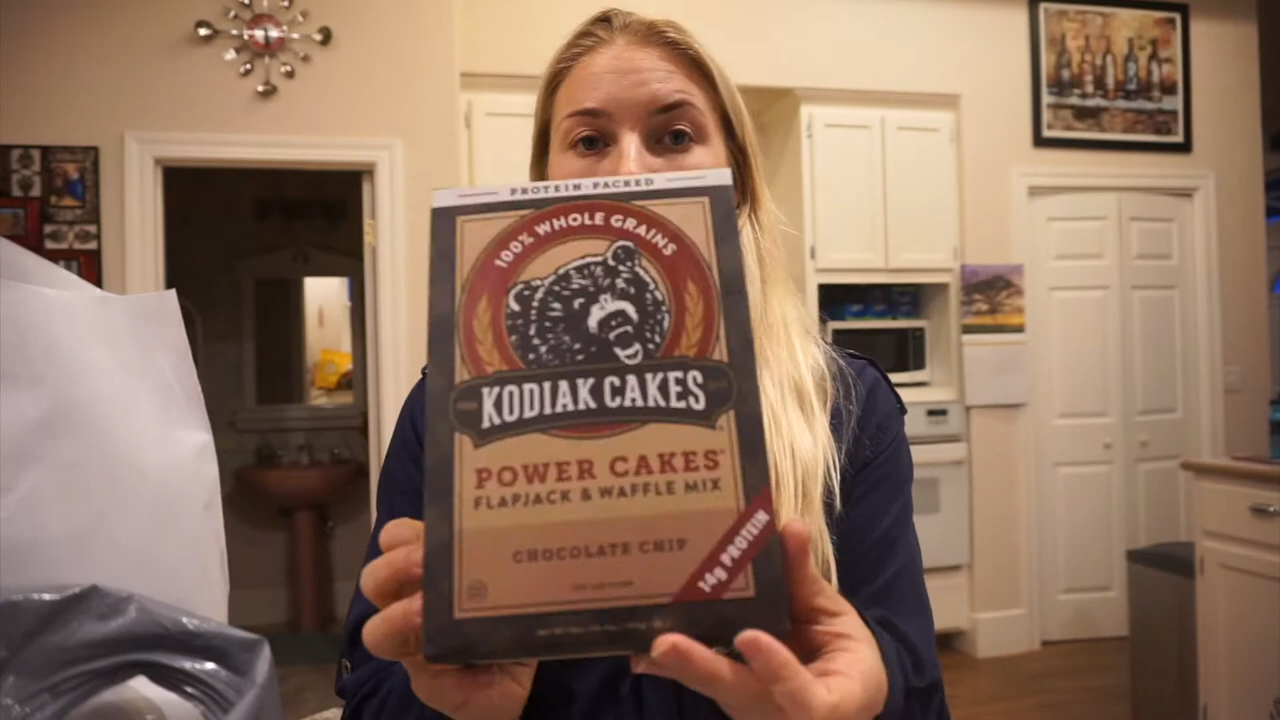 PROTEIN-PACKED
100% WHOLE GRAINS
KODIAK CAKES
POWER CAKES
FLAPJACK & WAFFLE MIX
CHOCOLATE CHIP
14g PROTEIN